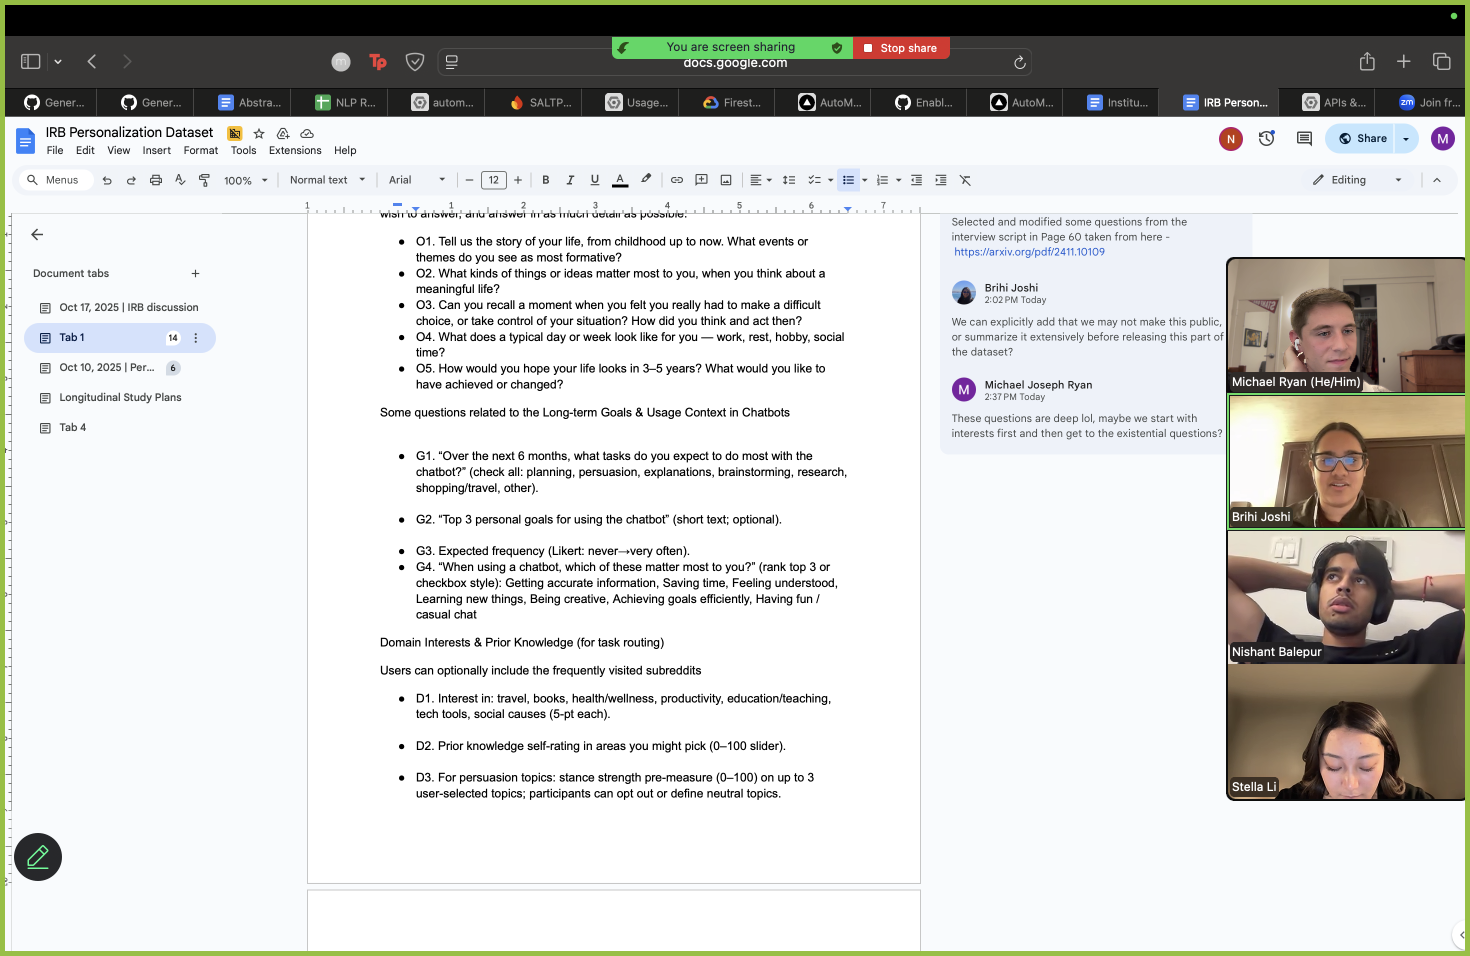 You are screen sharing
Stop share
docs.google.com
Gener...
Gener...
Abstra...
NLP R...
autom...
SALTP...
Usage...
Firest...
AutoM...
Enabl...
AutoM...
Institu...
IRB Person...
APIs &...
Join fr...
IRB Personalization Dataset
File Edit View Insert Format Tools Extensions Help
Share
Menus
100%
Normal text
Arial
12
Editing
Document tabs
Oct 17, 2025 | IRB discussion
Tab 1 14
Oct 10, 2025 | Per... 6
Longitudinal Study Plans
Tab 4
1 1 2 3 4 5 6 7
wish to answer, and answer in as much detail as possible.
● O1. Tell us the story of your life, from childhood up to now. What events or
themes do you see as most formative?
● O2. What kinds of things or ideas matter most to you, when you think about a
meaningful life?
● O3. Can you recall a moment when you felt you really had to make a difficult
choice, or take control of your situation? How did you think and act then?
● O4. What does a typical day or week look like for you — work, rest, hobby, social
time?
● O5. How would you hope your life looks in 3–5 years? What would you like to
have achieved or changed?
Some questions related to the Long-term Goals & Usage Context in Chatbots
● G1. “Over the next 6 months, what tasks do you expect to do most with the
chatbot?” (check all: planning, persuasion, explanations, brainstorming, research,
shopping/travel, other).
● G2. “Top 3 personal goals for using the chatbot” (short text; optional).
● G3. Expected frequency (Likert: never→very often).
● G4. “When using a chatbot, which of these matter most to you?” (rank top 3 or
checkbox style): Getting accurate information, Saving time, Feeling understood,
Learning new things, Being creative, Achieving goals efficiently, Having fun /
casual chat
Domain Interests & Prior Knowledge (for task routing)
Users can optionally include the frequently visited subreddits
● D1. Interest in: travel, books, health/wellness, productivity, education/teaching,
tech tools, social causes (5-pt each).
● D2. Prior knowledge self-rating in areas you might pick (0–100 slider).
● D3. For persuasion topics: stance strength pre-measure (0–100) on up to 3
user-selected topics; participants can opt out or define neutral topics.
Selected and modified some questions from the
interview script in Page 60 taken from here -
https://arxiv.org/pdf/2411.10109
Brihi Joshi
2:02 PM Today
We can explicitly add that we may not make this public,
or summarize it extensively before releasing this part of
the dataset?
Michael Joseph Ryan
2:37 PM Today
These questions are deep lol, maybe we start with
interests first and then get to the existential questions?
Michael Ryan (He/Him)
Brihi Joshi
Nishant Balepur
Stella Li